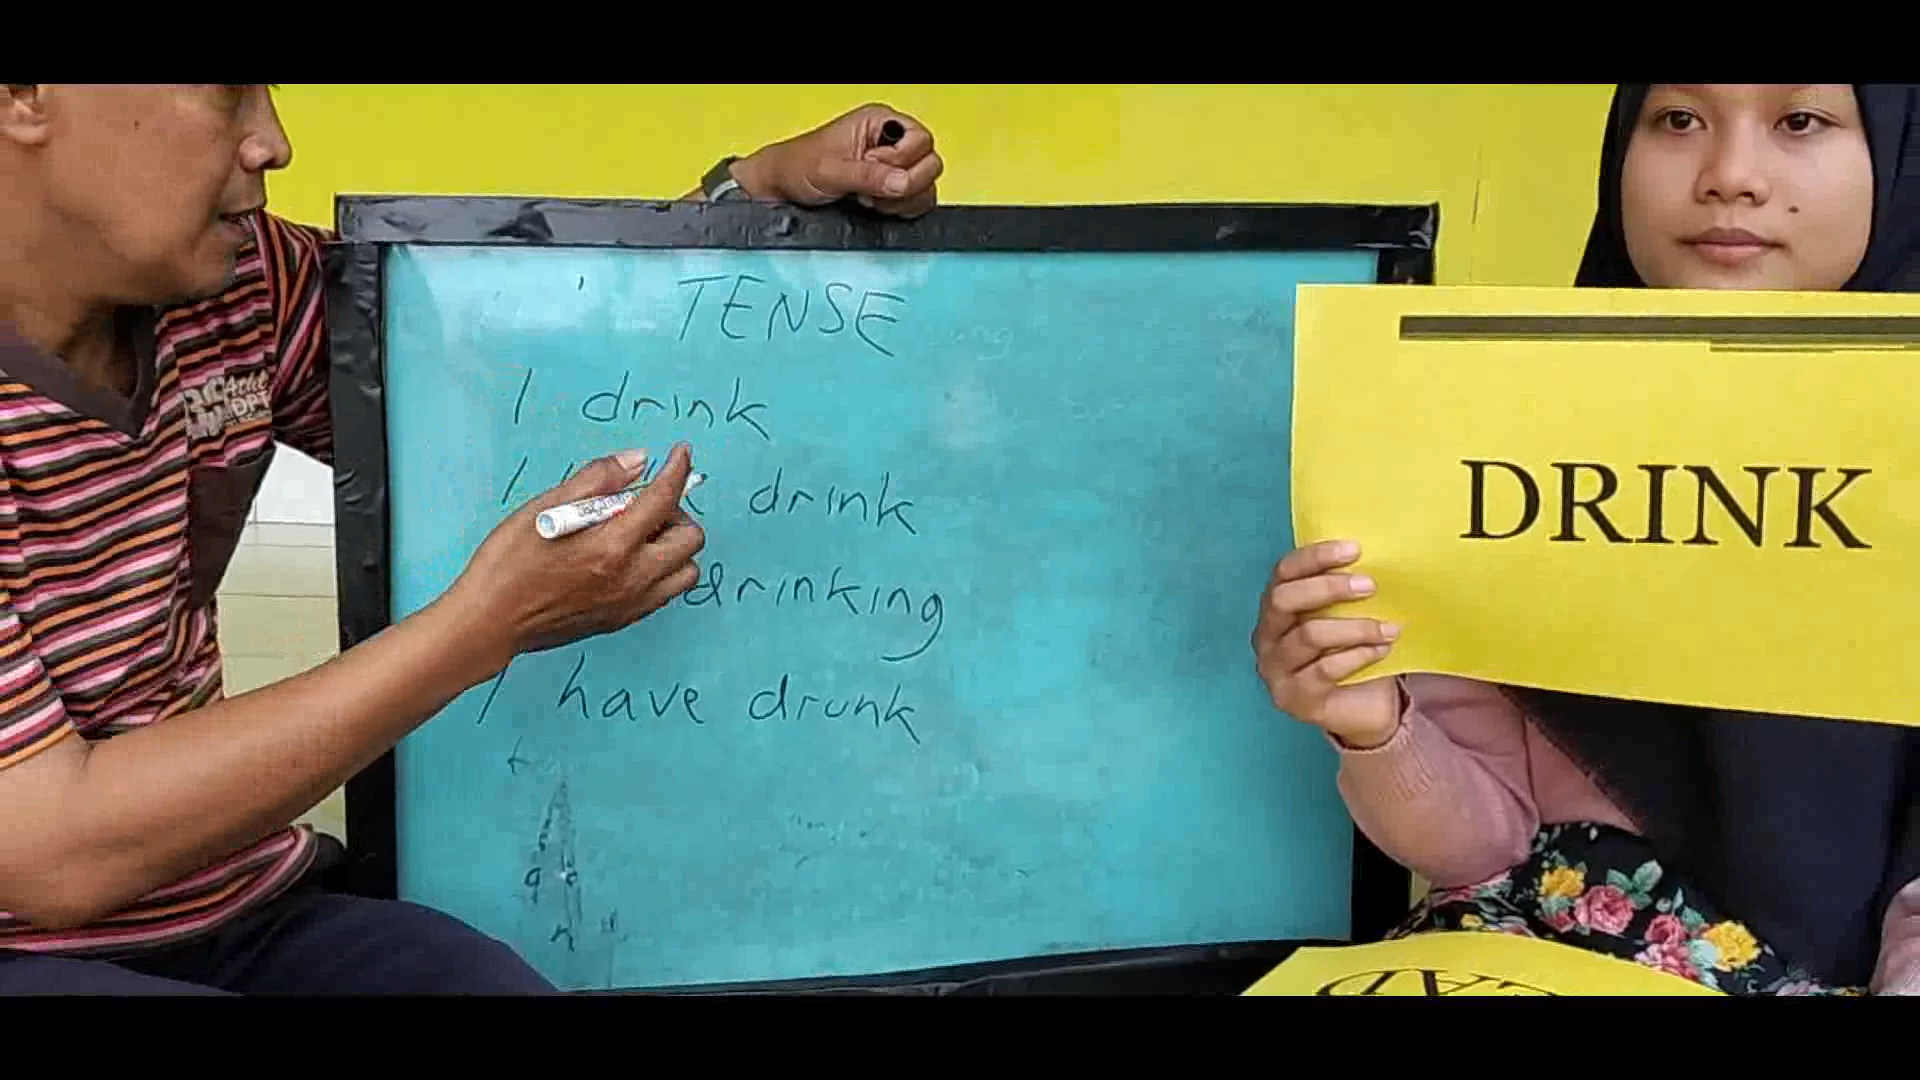 TENSE
I drink
I drink
drinking
I have drunk
DRINK